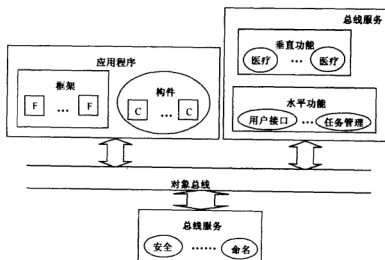 总线服务
垂直功能
医疗 … 医疗
应用程序
框架
构件
F … F
C … C
水平功能
用户接口 … 任务管理
对象总线
总线服务
安全 …… 命名